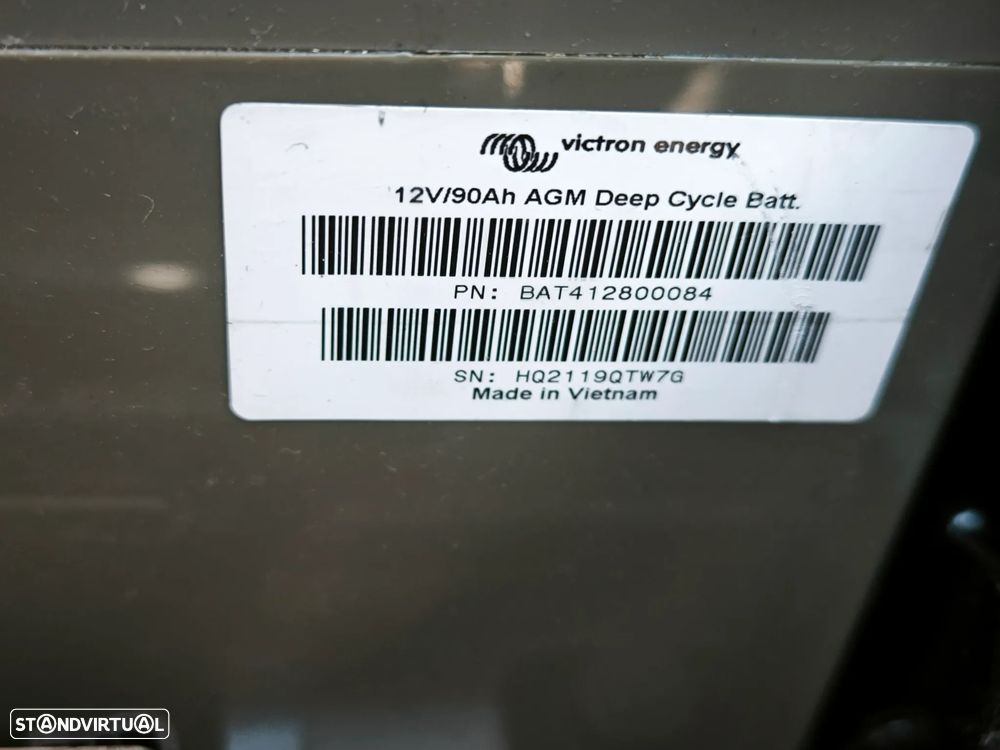 victron energy
12V/90Ah AGM Deep Cycle Batt.
PN: BAT412800084
SN: HQ2119QTW7G
Made in Vietnam
STANDVIRTUAL